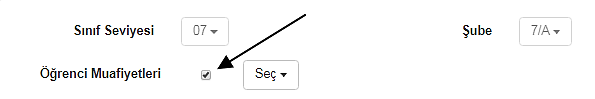 Sınıf Seviyesi 07 Şube 7/A
Öğrenci Muafiyetleri Seç